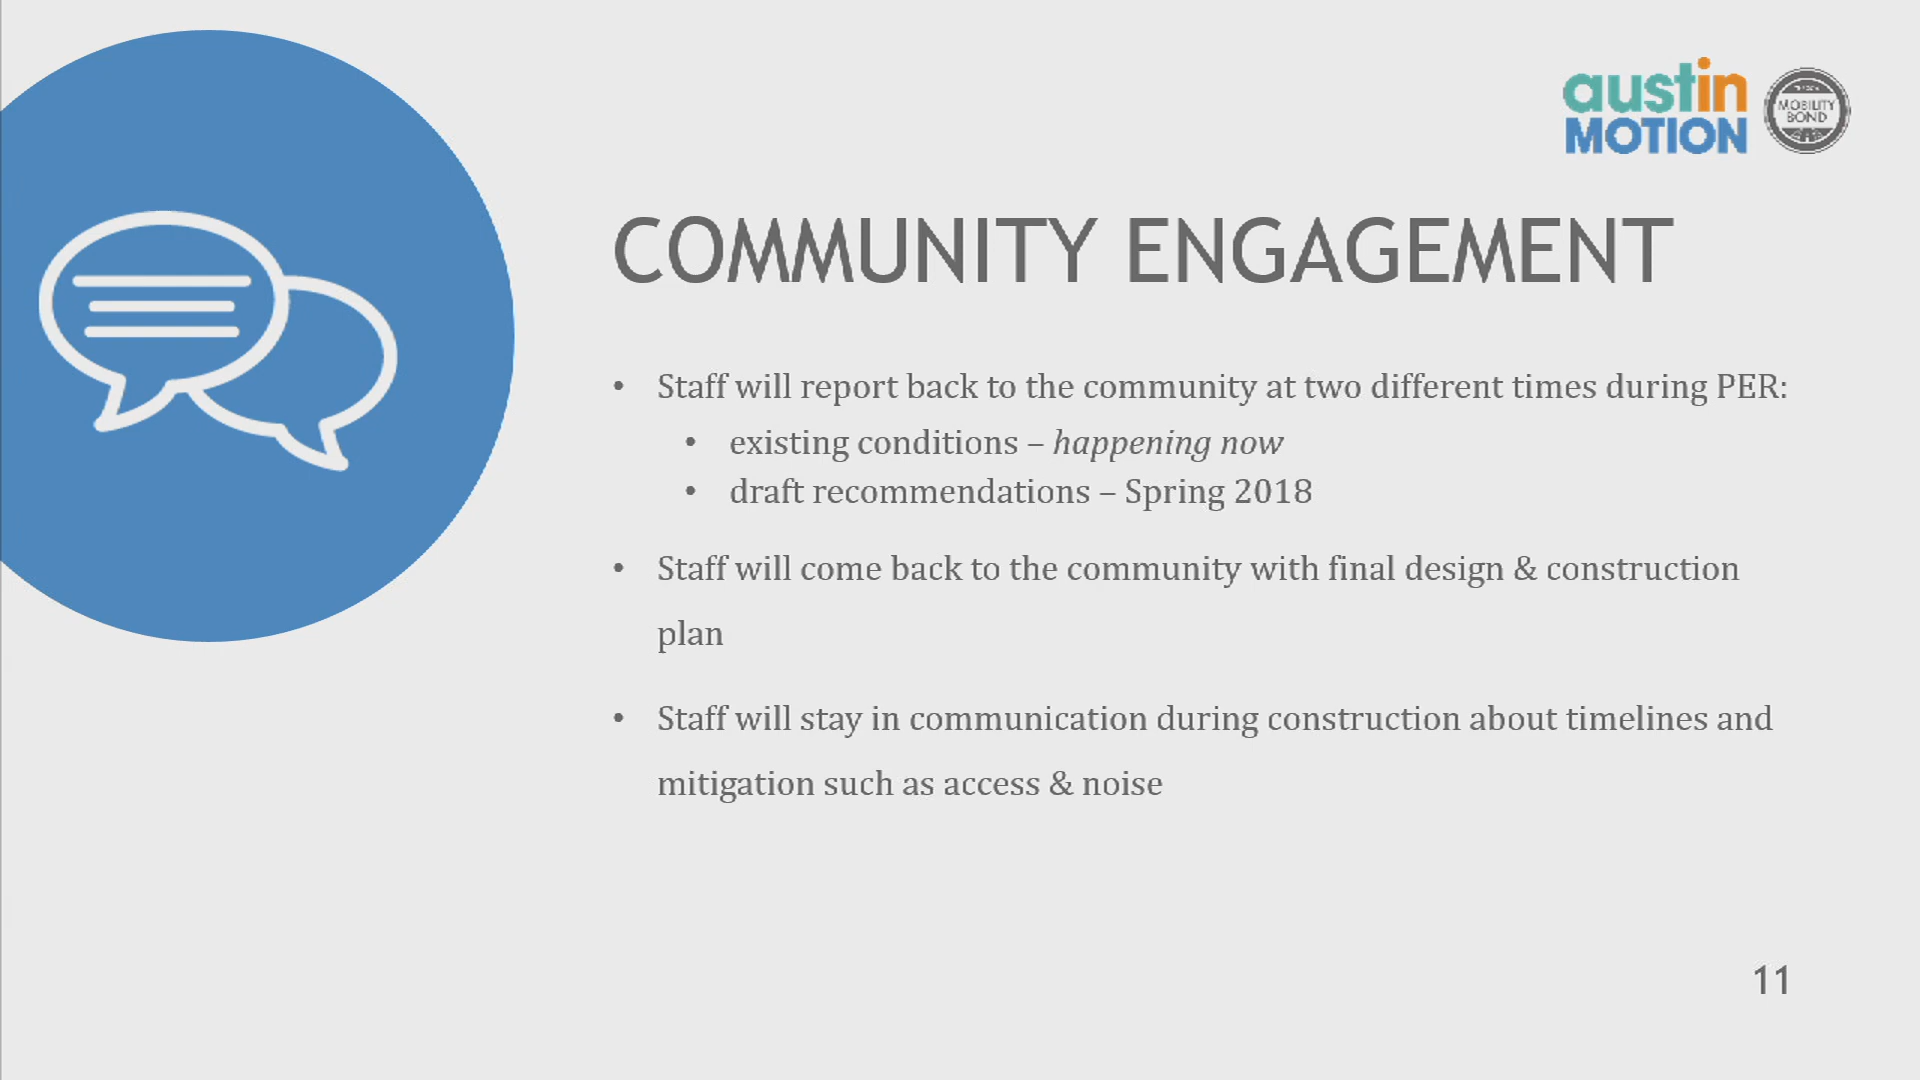 austin
MOTION
MOBILITY
BOND
COMMUNITY ENGAGEMENT
• Staff will report back to the community at two different times during PER:
• existing conditions – happening now
• draft recommendations – Spring 2018
• Staff will come back to the community with final design & construction
plan
• Staff will stay in communication during construction about timelines and
mitigation such as access & noise
11